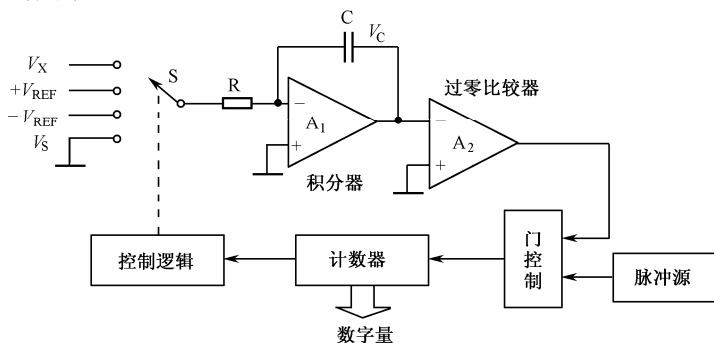 C
V_C
V_X
+V_REF
−V_REF
V_S
S
R
−
+
A_1
积分器
过零比较器
−
+
A_2
控制逻辑
计数器
门控制
脉冲源
数字量